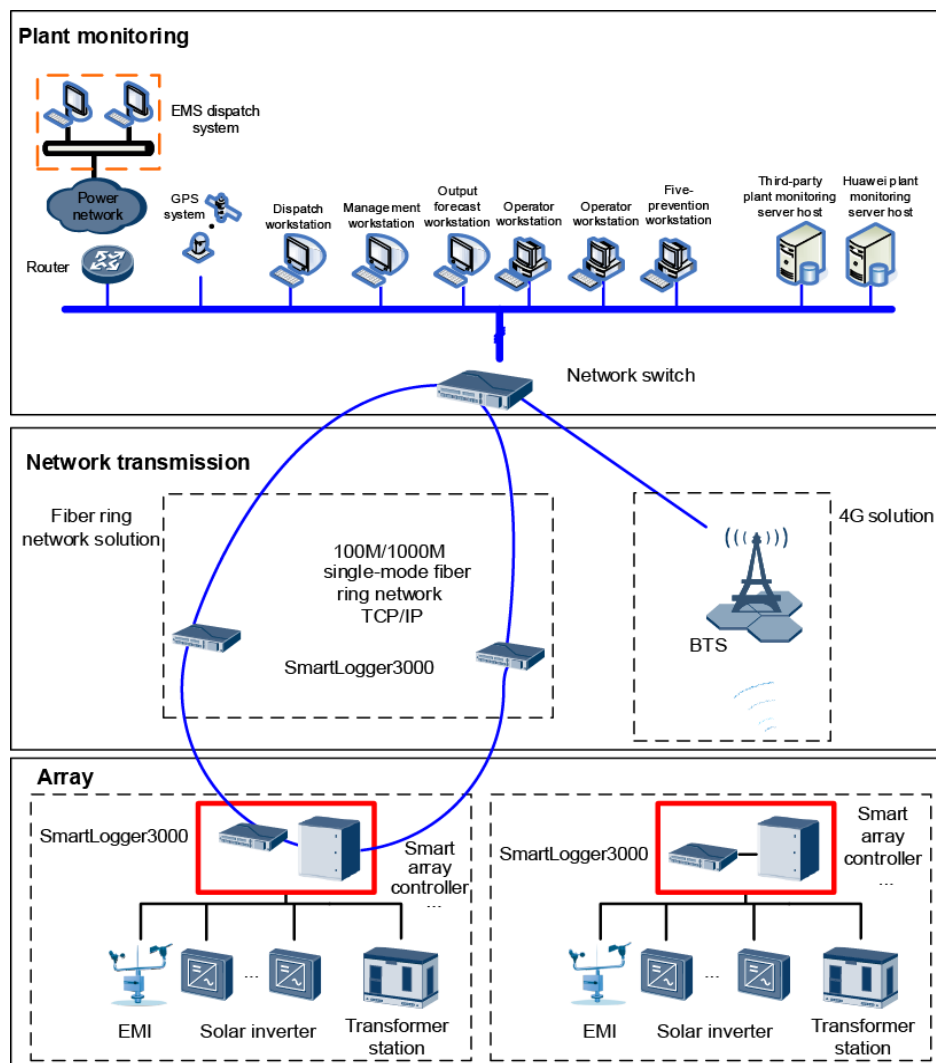 Plant monitoring
EMS dispatch
system
Power
network
GPS
system
Router
Dispatch
workstation
Management
workstation
Output
forecast
workstation
Operator
workstation
Operator
workstation
Five-
prevention
workstation
Third-party
plant monitoring
server host
Huawei plant
monitoring
server host
Network switch
Network transmission
Fiber ring
network solution
100M/1000M
single-mode fiber
ring network
TCP/IP
SmartLogger3000
4G solution
BTS
Array
SmartLogger3000
Smart
array
controller
...
EMI
...
Solar inverter
Transformer
station
SmartLogger3000
Smart
array
controller
...
EMI
...
Solar inverter
Transformer
station